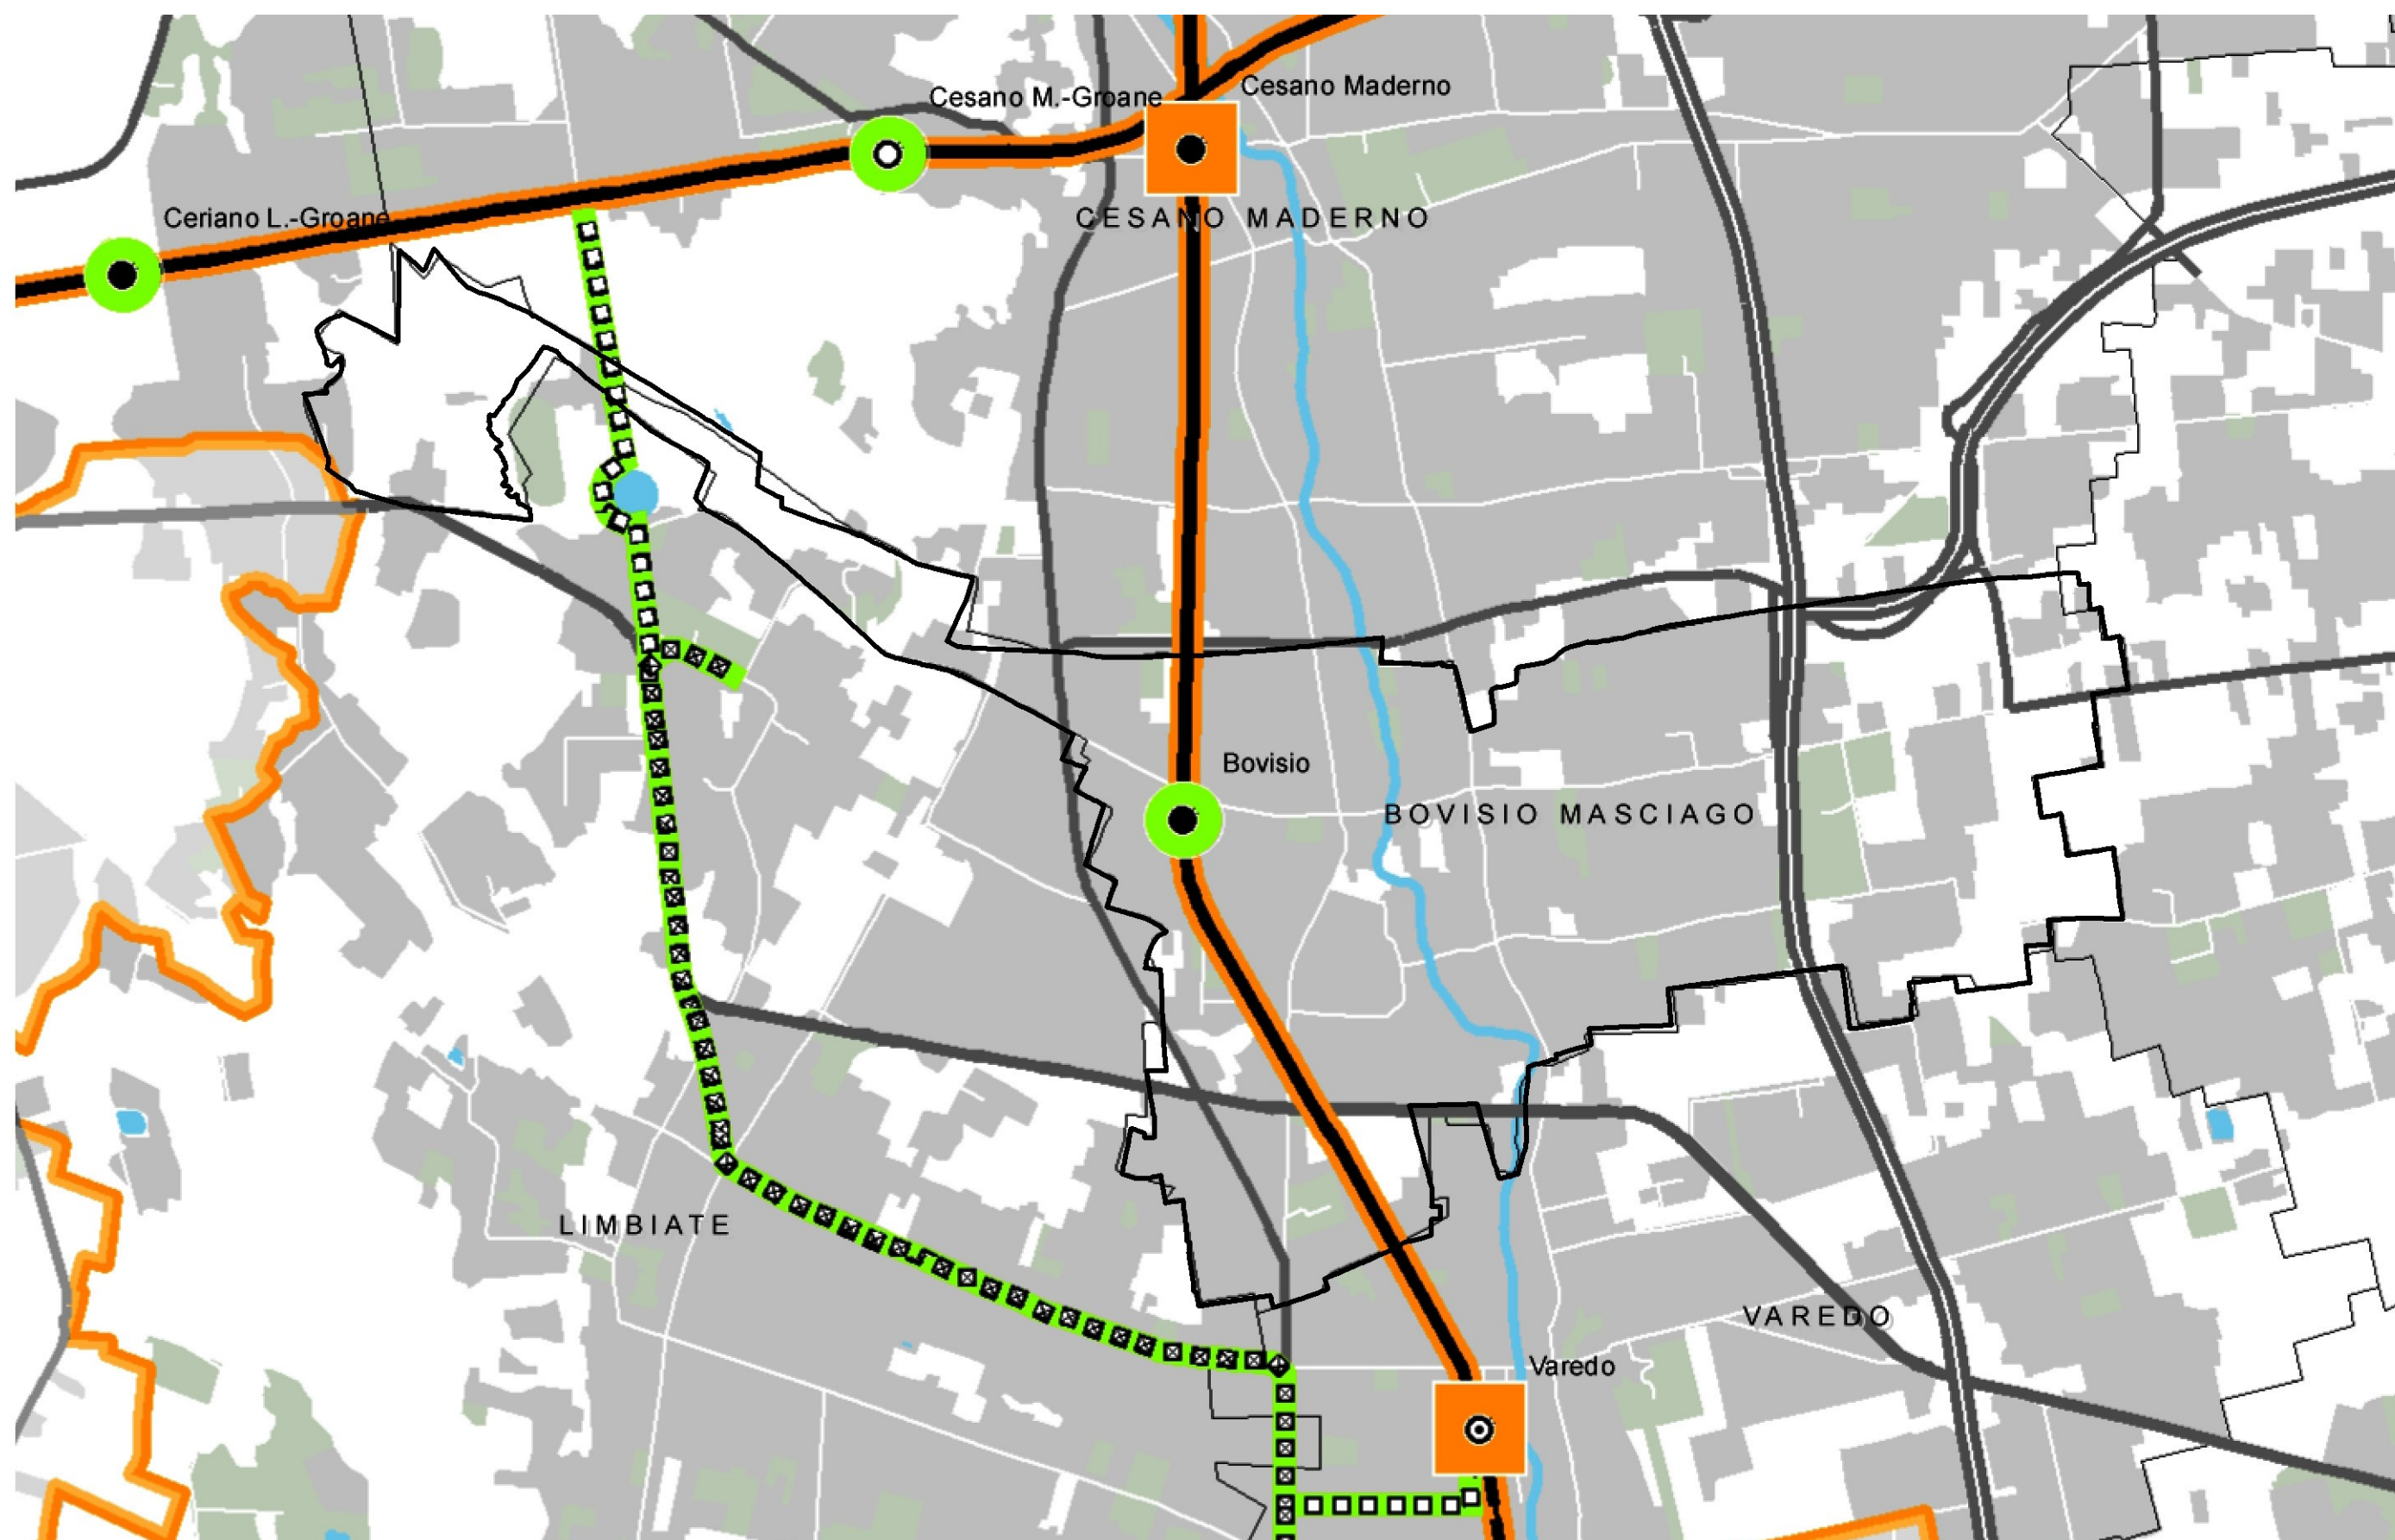 Cesano Maderno
Cesano M.-Groane
Ceriano L.-Groane
CESANO MADERNO
Bovisio
BOVISIO MASCIAGO
LIMBIATE
VAREDO
Varedo